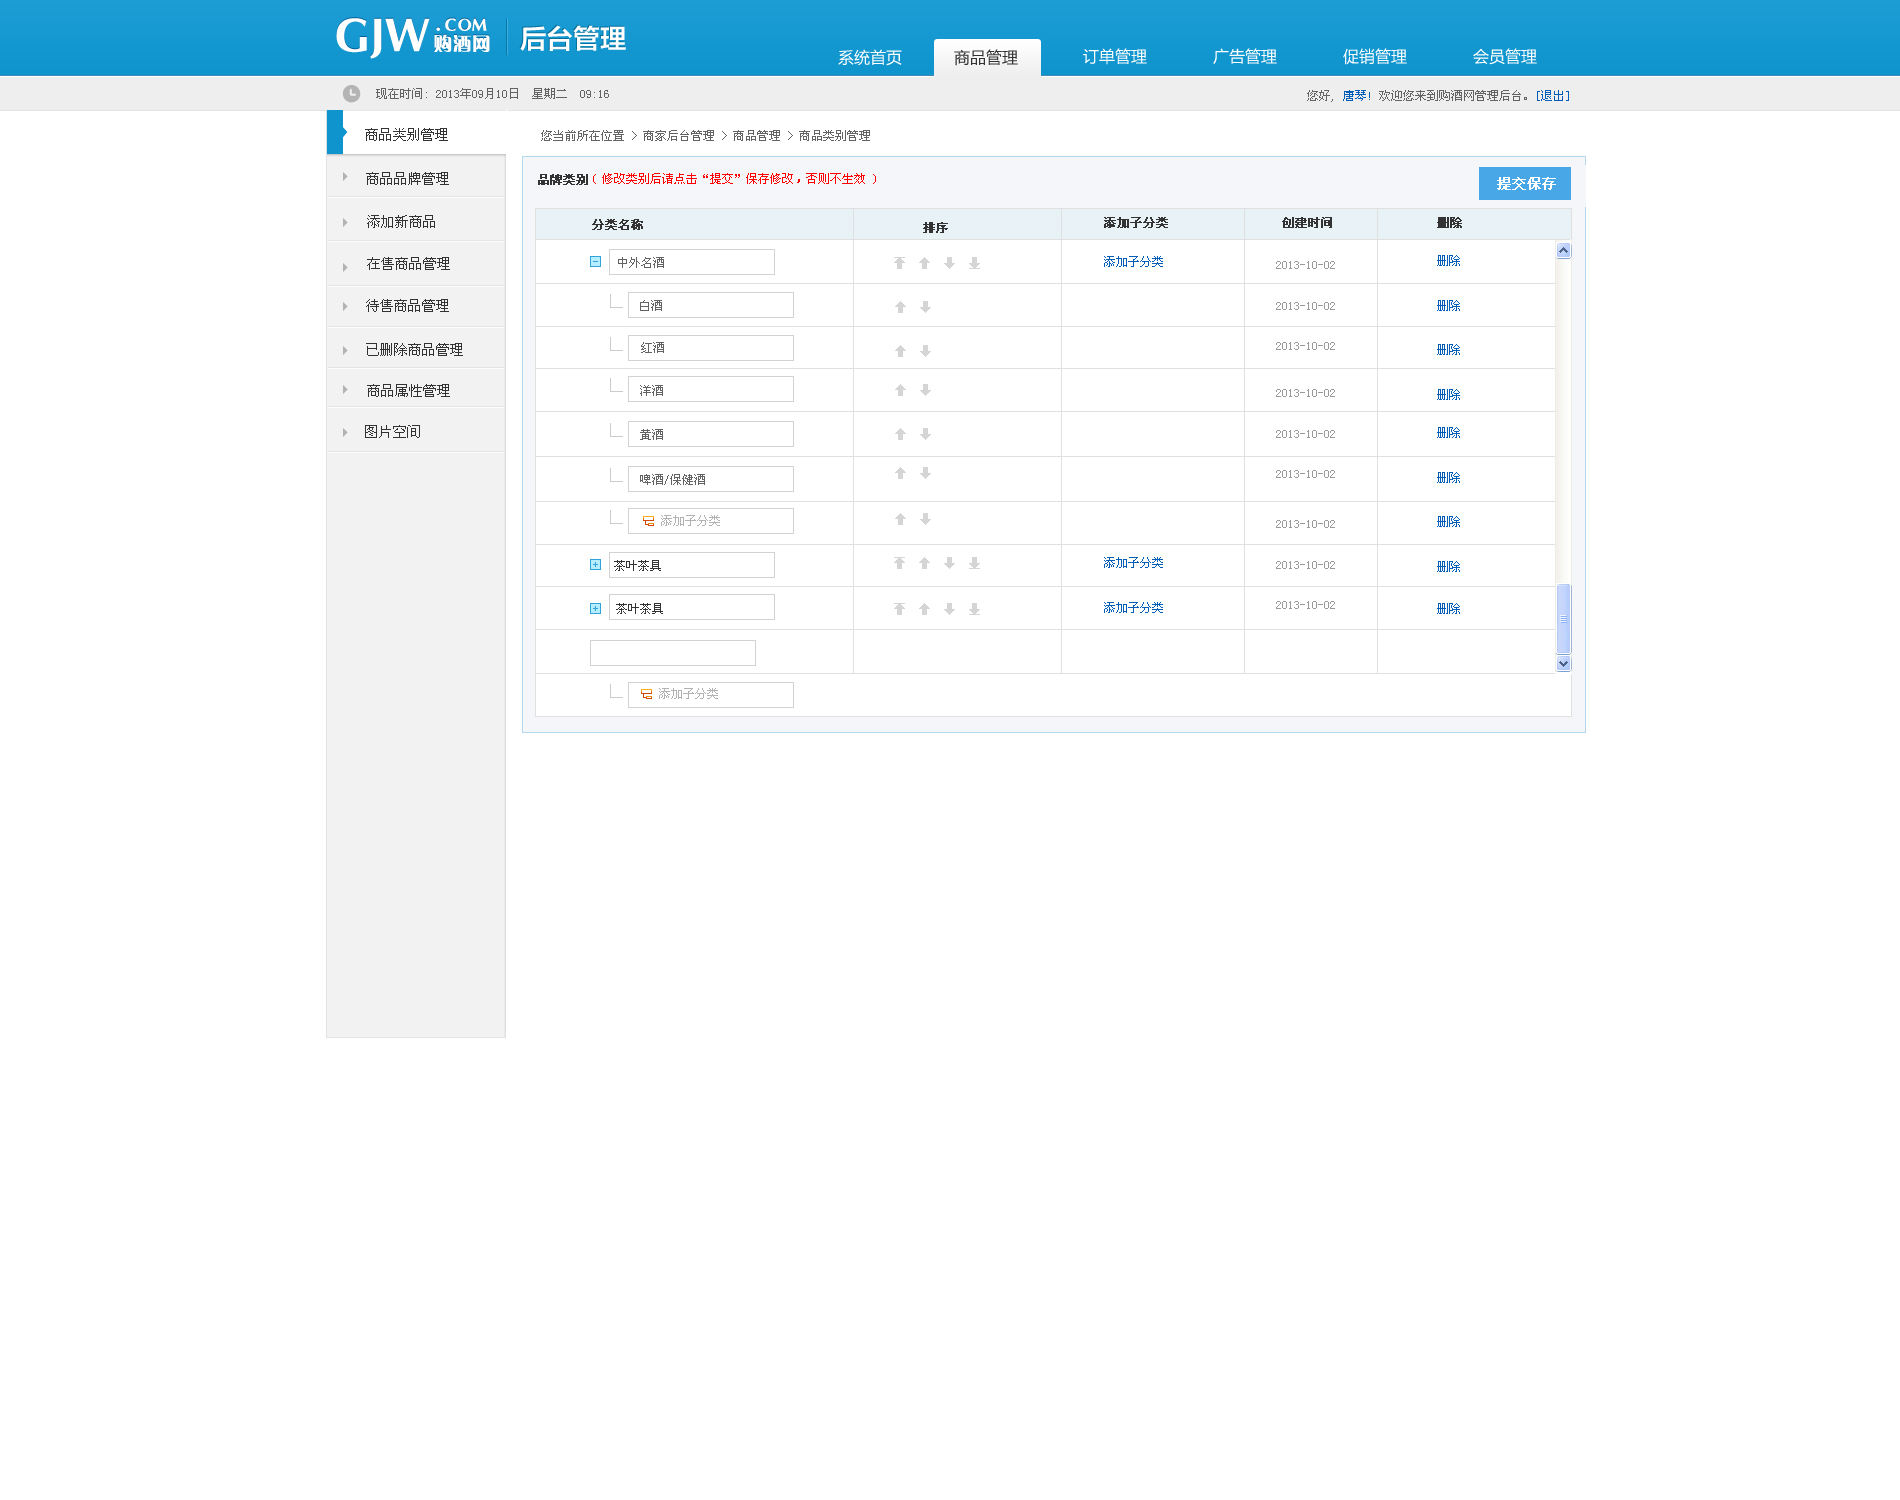 GJW.COM 购酒网 后台管理
系统首页 商品管理 订单管理 广告管理 促销管理 会员管理
现在时间：2013年09月10日 星期二 09:16
您好, 唐琴！欢迎您来到购酒网管理后台。[退出]
商品类别管理
商品品牌管理
添加新商品
在售商品管理
待售商品管理
已删除商品管理
商品属性管理
图片空间
您当前所在位置 > 商家后台管理 > 商品管理 > 商品类别管理
品牌类别（ 修改类别后请点击“提交”保存修改，否则不生效 ）
提交保存
分类名称 排序 添加子分类 创建时间 删除
中外名酒 添加子分类 2013-10-02 删除
白酒 2013-10-02 删除
红酒 2013-10-02 删除
洋酒 2013-10-02 删除
黄酒 2013-10-02 删除
啤酒/保健酒 2013-10-02 删除
添加子分类 2013-10-02 删除
茶叶茶具 添加子分类 2013-10-02 删除
茶叶茶具 添加子分类 2013-10-02 删除
添加子分类